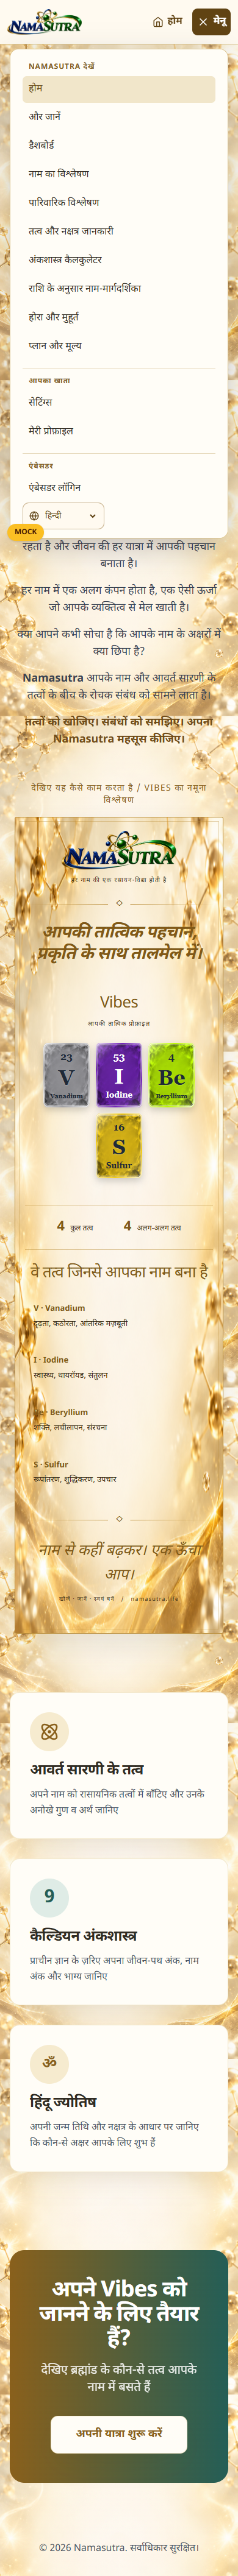 NAMASUTRA
होम
मेनू
NAMASUTRA देखें
होम
और जानें
डैशबोर्ड
नाम का विश्लेषण
पारिवारिक विश्लेषण
तत्व और नक्षत्र जानकारी
अंकशास्त्र कैलकुलेटर
राशि के अनुसार नाम-मार्गदर्शिका
होरा और मुहूर्त
प्लान और मूल्य
आपका खाता
सेटिंग्स
मेरी प्रोफ़ाइल
एंबेसडर
एंबेसडर लॉगिन
हिन्दी
MOCK
रहता है और जीवन की हर यात्रा में आपकी पहचान
बनाता है।
हर नाम में एक अलग कंपन होता है, एक ऐसी ऊर्जा
जो आपके व्यक्तित्व से मेल खाती है।
क्या आपने कभी सोचा है कि आपके नाम के अक्षरों में
क्या छिपा है?
Namasutra आपके नाम और आवर्त सारणी के
तत्वों के बीच के रोचक संबंध को सामने लाता है।
तत्वों को खोजिए। संबंधों को समझिए। अपना
Namasutra महसूस कीजिए।
देखिए यह कैसे काम करता है / VIBES का नमूना
विश्लेषण
NAMASUTRA
हर नाम की एक रसायन-विद्या होती है
आपकी तात्विक पहचान,
प्रकृति के साथ तालमेल में।
Vibes
आपकी तात्विक प्रोफ़ाइल
23
V
Vanadium
53
I
Iodine
4
Be
Beryllium
16
S
Sulfur
4 कुल तत्व
4 अलग-अलग तत्व
वे तत्व जिनसे आपका नाम बना है
V · Vanadium
दृढ़ता, कठोरता, आंतरिक मज़बूती
I · Iodine
स्वास्थ्य, थायरॉयड, संतुलन
Be · Beryllium
शक्ति, लचीलापन, संरचना
S · Sulfur
रूपांतरण, शुद्धिकरण, उपचार
नाम से कहीं बढ़कर। एक ऊँचा
आप।
खोजें · जानें · स्वयं बनें / namasutra.life
आवर्त सारणी के तत्व
अपने नाम को रासायनिक तत्वों में बाँटिए और उनके
अनोखे गुण व अर्थ जानिए
9
कैल्डियन अंकशास्त्र
प्राचीन ज्ञान के ज़रिए अपना जीवन-पथ अंक, नाम
अंक और भाग्य जानिए
ॐ
हिंदू ज्योतिष
अपनी जन्म तिथि और नक्षत्र के आधार पर जानिए
कि कौन-से अक्षर आपके लिए शुभ हैं
अपने Vibes को
जानने के लिए तैयार
हैं?
देखिए ब्रह्मांड के कौन-से तत्व आपके
नाम में बसते हैं
अपनी यात्रा शुरू करें
© 2026 Namasutra. सर्वाधिकार सुरक्षित।